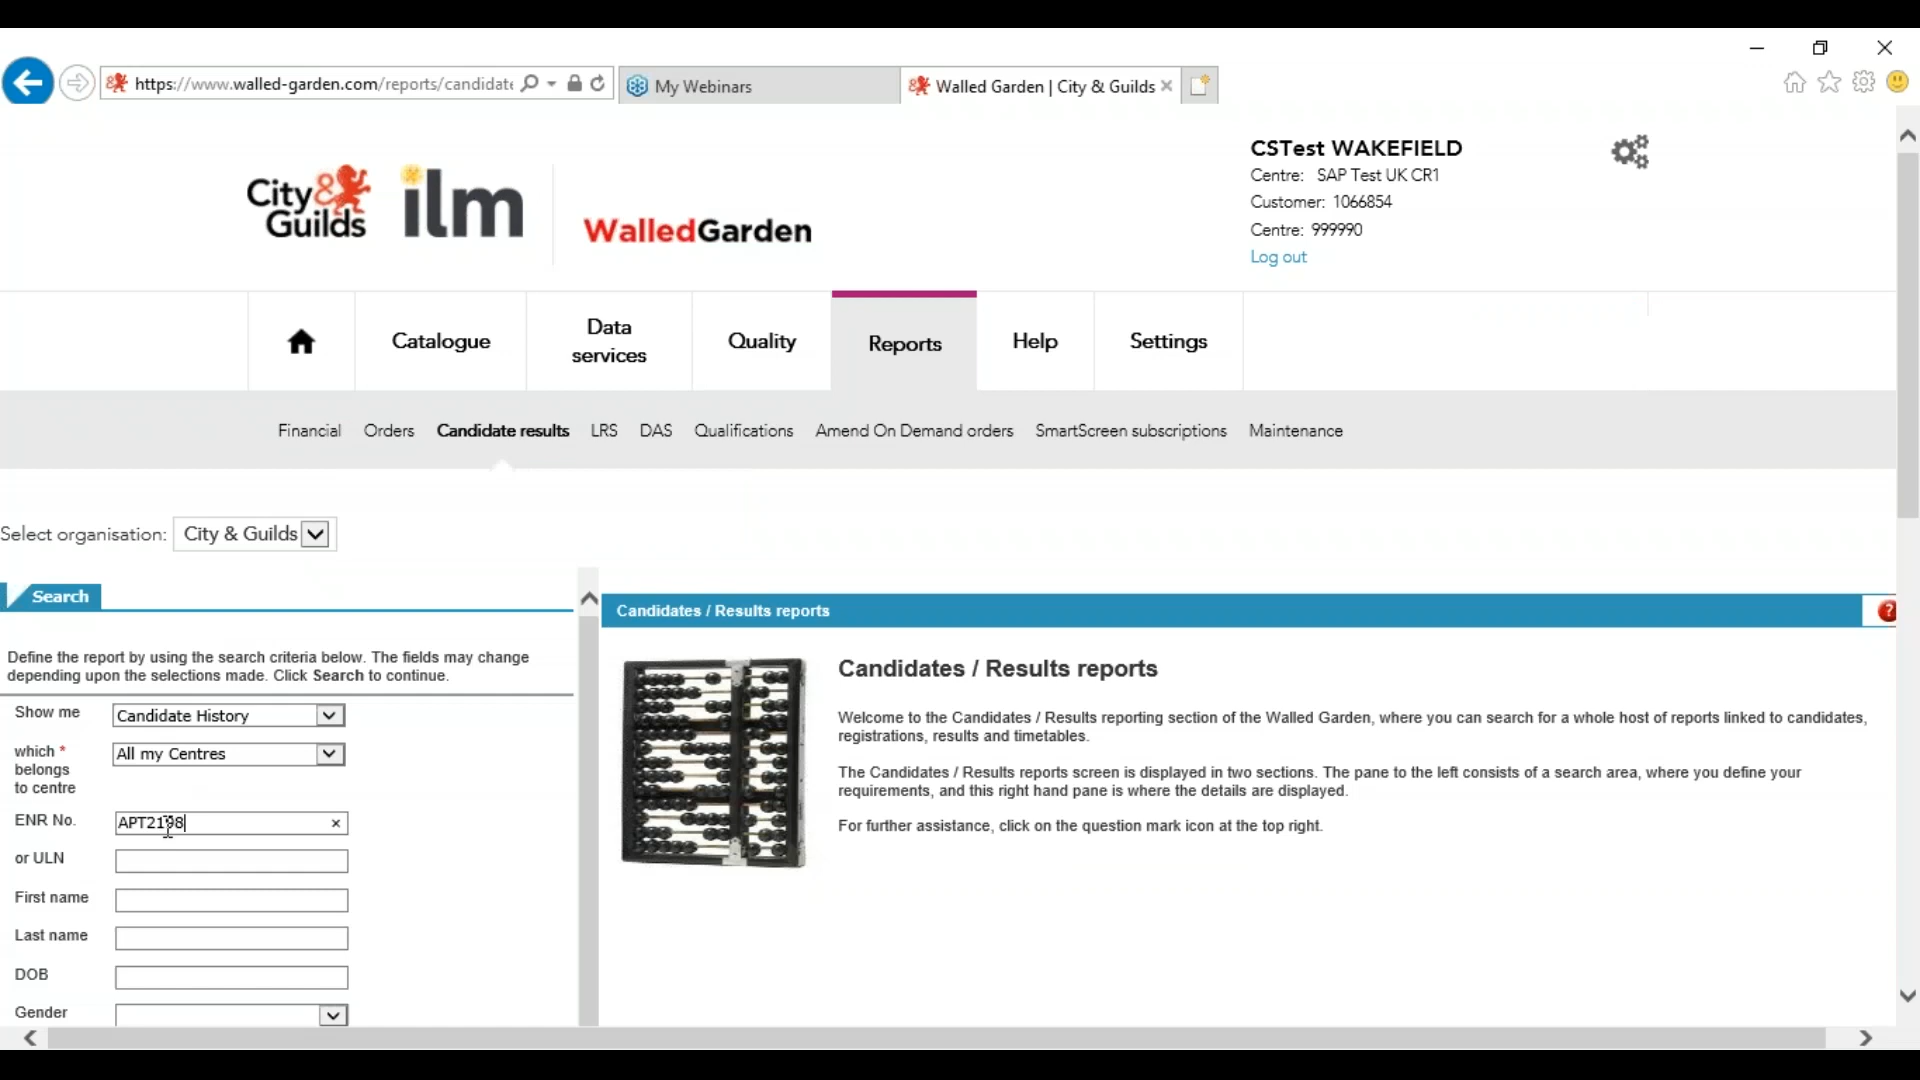 https://www.walled-garden.com/reports/candidate
My Webinars
Walled Garden | City & Guilds
City & Guilds
ilm
WalledGarden
CSTest WAKEFIELD
Centre: SAP Test UK CR1
Customer: 1066854
Centre: 999990
Log out
Catalogue
Data services
Quality
Reports
Help
Settings
Financial
Orders
Candidate results
LRS
DAS
Qualifications
Amend On Demand orders
SmartScreen subscriptions
Maintenance
Select organisation: City & Guilds
Search
Define the report by using the search criteria below. The fields may change
depending upon the selections made. Click Search to continue.
Show me Candidate History
which * belongs to centre All my Centres
ENR No. APT2198
or ULN
First name
Last name
DOB
Gender
Candidates / Results reports
?
Candidates / Results reports
Welcome to the Candidates / Results reporting section of the Walled Garden, where you can search for a whole host of reports linked to candidates,
registrations, results and timetables.
The Candidates / Results reports screen is displayed in two sections. The pane to the left consists of a search area, where you define your
requirements, and this right hand pane is where the details are displayed.
For further assistance, click on the question mark icon at the top right.